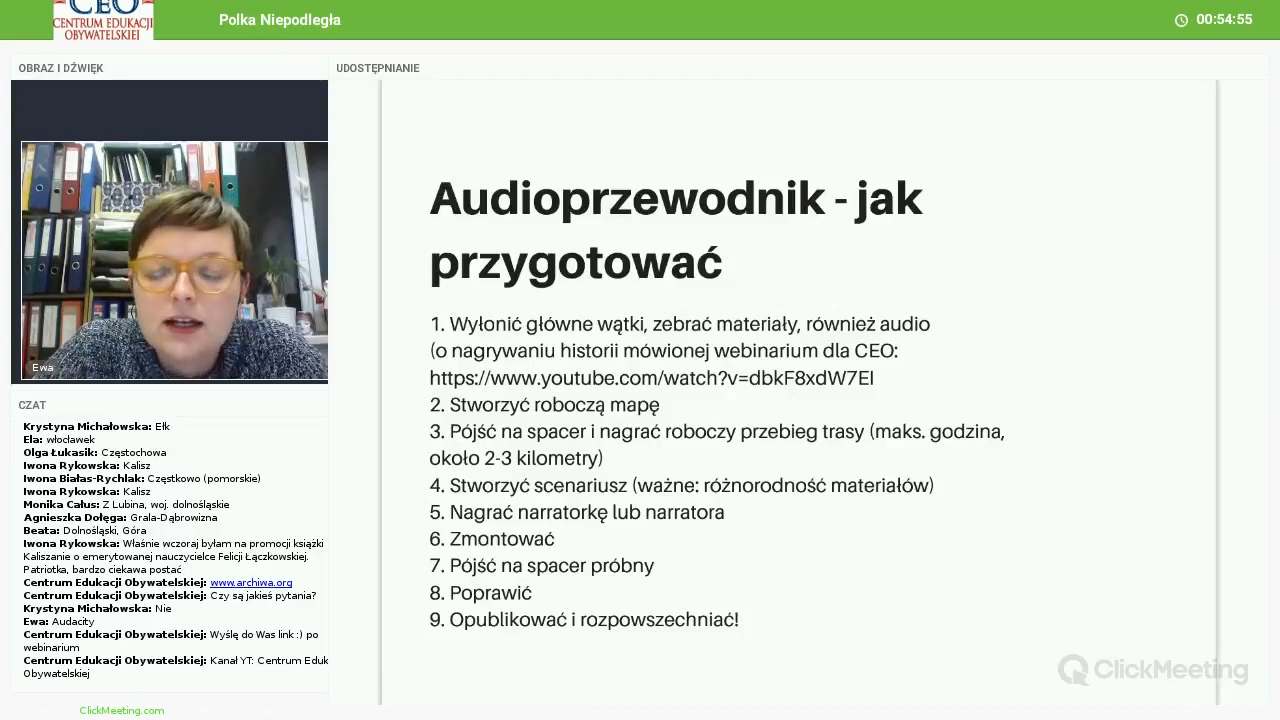 CEO
CENTRUM EDUKACJI
OBYWATELSKIEJ
Polka Niepodległa
00:54:55
OBRAZ I DŹWIĘK
UDOSTĘPNIANIE
Ewa
Audioprzewodnik - jak
przygotować
1. Wyłonić główne wątki, zebrać materiały, również audio
(o nagrywaniu historii mówionej webinarium dla CEO:
https://www.youtube.com/watch?v=dbkF8xdW7EI
2. Stworzyć roboczą mapę
3. Pójść na spacer i nagrać roboczy przebieg trasy (maks. godzina,
około 2-3 kilometry)
4. Stworzyć scenariusz (ważne: różnorodność materiałów)
5. Nagrać narratorkę lub narratora
6. Zmontować
7. Pójść na spacer próbny
8. Poprawić
9. Opublikować i rozpowszechniać!
CZAT
Krystyna Michałowska: Ełk
Ela: włocławek
Olga Łukasik: Częstochowa
Iwona Rykowska: Kalisz
Iwona Białas-Rychlak: Częstkowo (pomorskie)
Iwona Rykowska: Kalisz
Monika Całus: Z Lubina, woj. dolnośląskie
Agnieszka Dołęga: Grala-Dąbrowizna
Beata: Dolnośląski, Góra
Iwona Rykowska: Właśnie wczoraj byłam na promocji książki
Kaliszanie o emerytowanej nauczycielce Felicji Łączkowskiej.
Patriotka, bardzo ciekawa postać
Centrum Edukacji Obywatelskiej: www.archiwa.org
Centrum Edukacji Obywatelskiej: Czy są jakieś pytania?
Krystyna Michałowska: Nie
Ewa: Audacity
Centrum Edukacji Obywatelskiej: Wyślę do Was link :) po
webinarium
Centrum Edukacji Obywatelskiej: Kanał YT: Centrum Eduk
Obywatelskiej
ClickMeeting
ClickMeeting.com